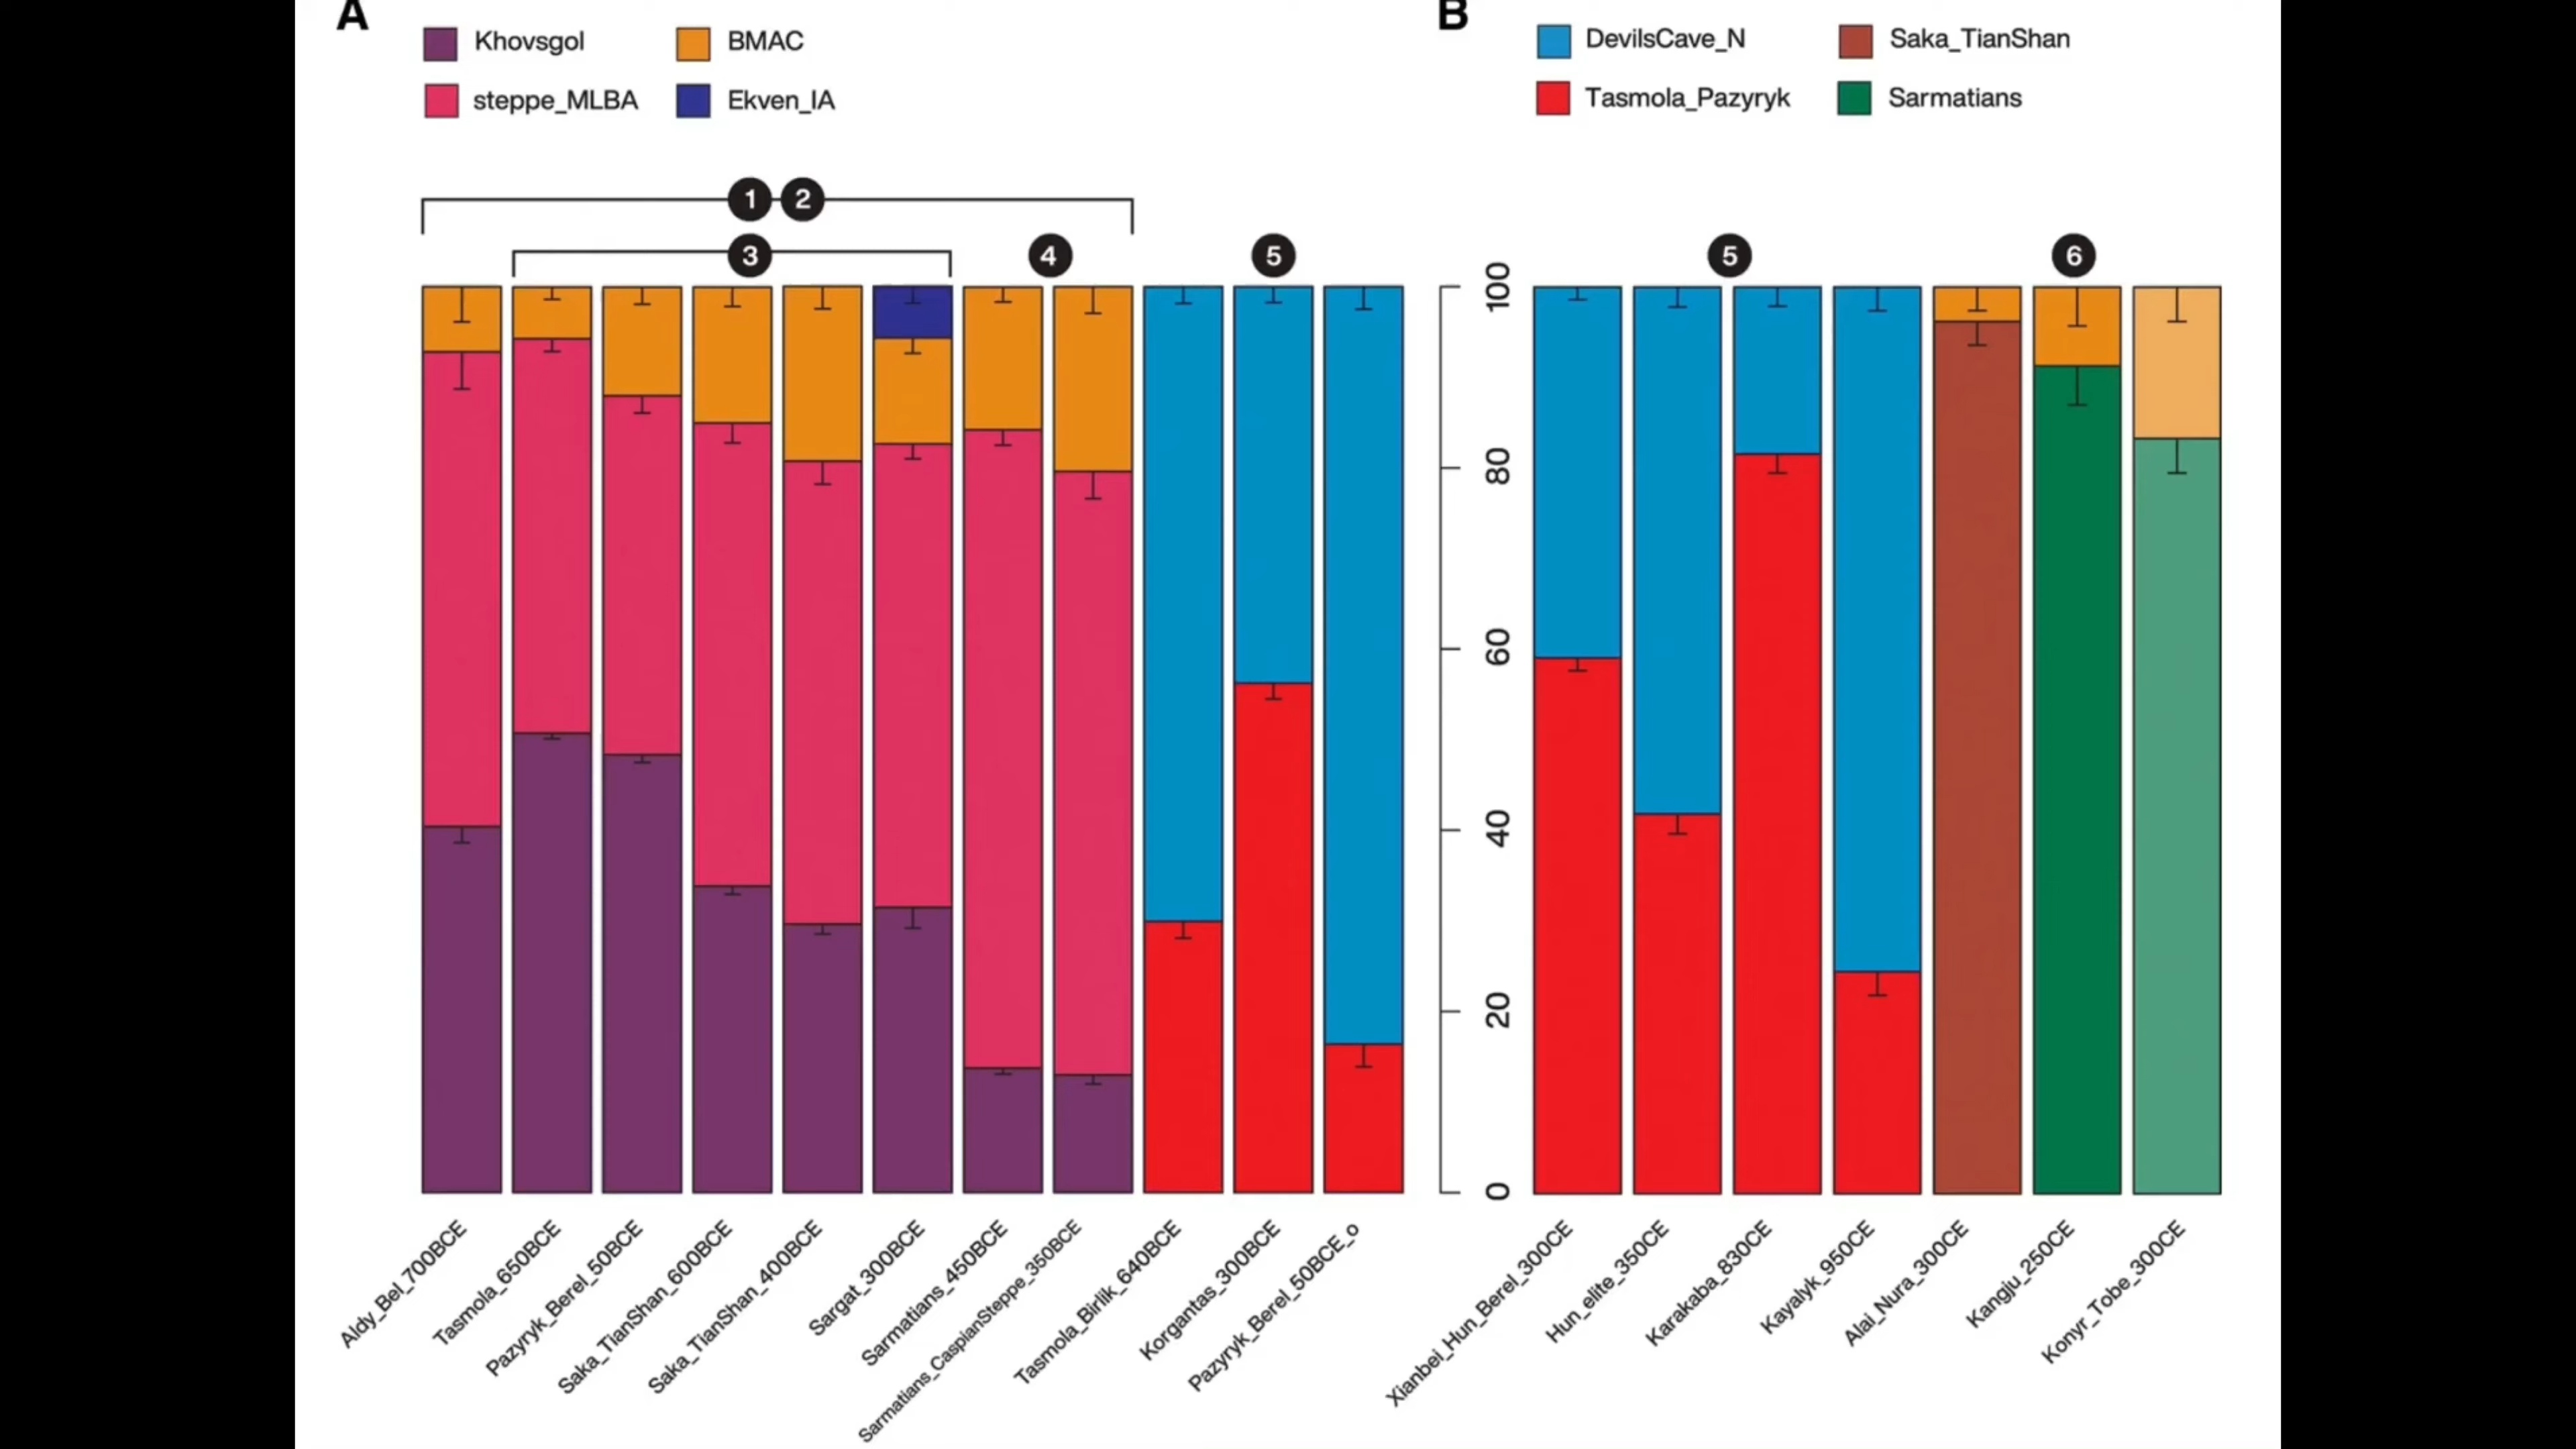 A
Khovsgol
BMAC
steppe_MLBA
Ekven_IA
B
DevilsCave_N
Saka_TianShan
Tasmola_Pazyryk
Sarmatians
1
2
3
4
5
5
6
100
80
60
40
20
0
Aldy_Bel_700BCE
Tasmola_650BCE
Pazyryk_Berel_50BCE
Saka_TianShan_600BCE
Saka_TianShan_400BCE
Sargat_300BCE
Sarmatians_450BCE
Sarmatians_CaspianSteppe_350BCE
Tasmola_Birlik_640BCE
Korgantas_300BCE
Pazyryk_Berel_50BCE_o
Xianbei_Hun_Berel_300CE
Hun_elite_350CE
Karakaba_830CE
Kayalyk_950CE
Alai_Nura_300CE
Kangju_250CE
Konyr_Tobe_300CE